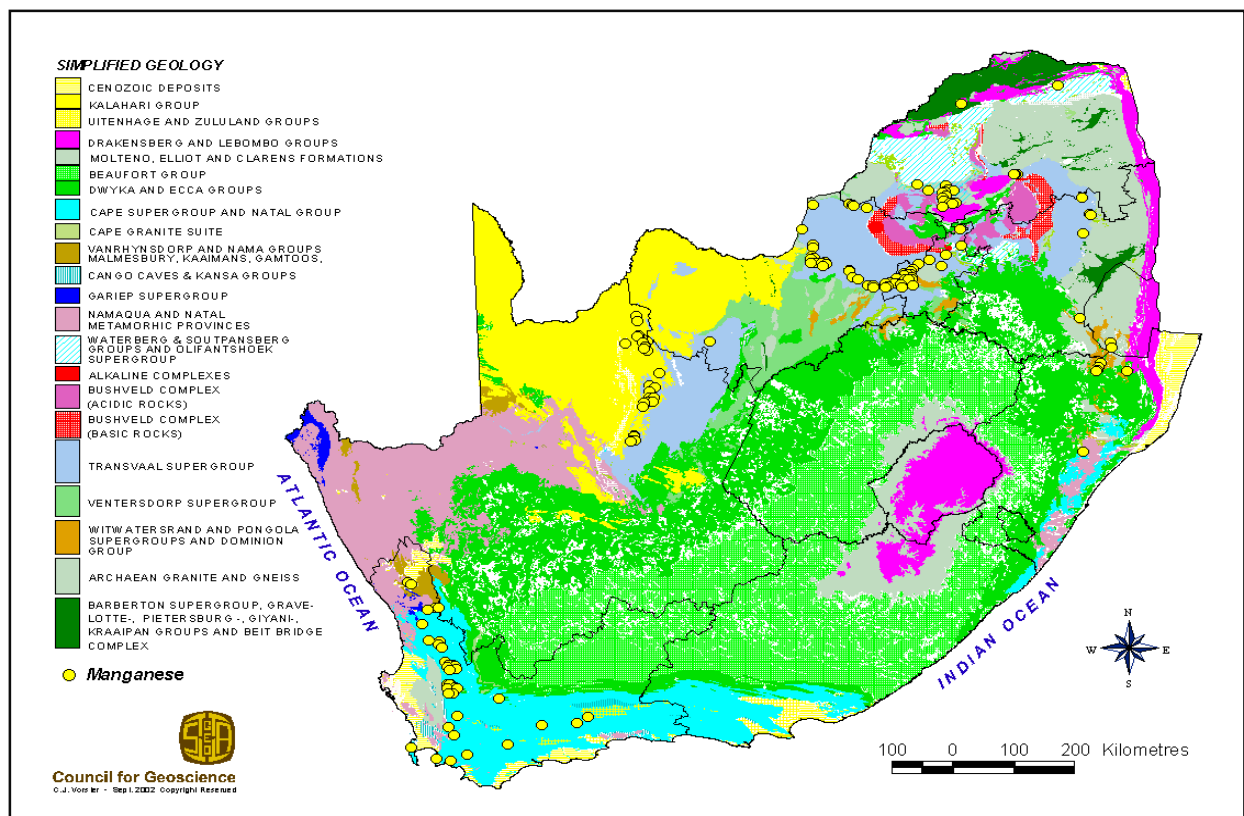 SIMPLIFIED GEOLOGY
CENOZOIC DEPOSITS
KALAHARI GROUP
UITENHAGE AND ZULULAND GROUPS
DRAKENSBERG AND LEBOMBO GROUPS
MOLTENO, ELLIOT AND CLARENS FORMATIONS
BEAUFORT GROUP
DWYKA AND ECCA GROUPS
CAPE SUPERGROUP AND NATAL GROUP
CAPE GRANITE SUITE
VANRHYNSDORP AND NAMA GROUPS
MALMESBURY, KAAIMANS, GAMTOOS,
CANGO CAVES & KANSA GROUPS
GARIEP SUPERGROUP
NAMAQUA AND NATAL
METAMORHIC PROVINCES
WATERBERG & SOUTPANSBERG
GROUPS AND OLIFANTSHOEK
SUPERGROUP
ALKALINE COMPLEXES
BUSHVELD COMPLEX
(ACIDIC ROCKS)
BUSHVELD COMPLEX
(BASIC ROCKS)
TRANSVAAL SUPERGROUP
VENTERSDORP SUPERGROUP
WITWATERSRAND AND PONGOLA
SUPERGROUPS AND DOMINION
GROUP
ARCHAEAN GRANITE AND GNEISS
BARBERTON SUPERGROUP, GRAVE-
LOTTE-, PIETERSBURG -, GIYANI-,
KRAAIPAN GROUPS AND BEIT BRIDGE
COMPLEX
Manganese
Council for Geoscience
C.J. Vorster - Sept. 2002 Copyright Reserved
ATLANTIC OCEAN
INDIAN OCEAN
N
W E
S
100 0 100 200 Kilometres